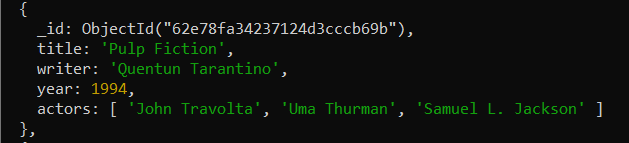 {
_id: ObjectId("62e78fa34237124d3cccb69b"),
title: 'Pulp Fiction',
writer: 'Quentun Tarantino',
year: 1994,
actors: [ 'John Travolta', 'Uma Thurman', 'Samuel L. Jackson' ]
},